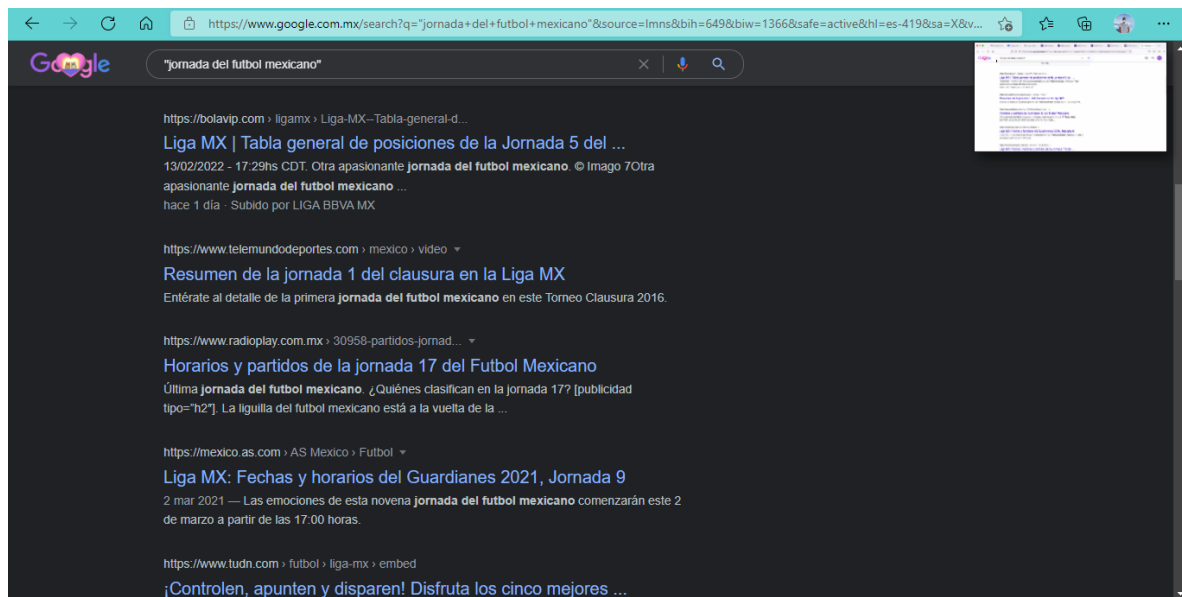 https://www.google.com.mx/search?q="jornada+del+futbol+mexicano"&source=lmns&bih=649&biw=1366&safe=active&hl=es-419&sa=X&v...
Google
"jornada del futbol mexicano"
https://bolavip.com › ligamx › Liga-MX--Tabla-general-d...
Liga MX | Tabla general de posiciones de la Jornada 5 del ...
13/02/2022 - 17:29hs CDT. Otra apasionante jornada del futbol mexicano. © Imago 7Otra
apasionante jornada del futbol mexicano ...
hace 1 día · Subido por LIGA BBVA MX
https://www.telemundodeportes.com › mexico › video
Resumen de la jornada 1 del clausura en la Liga MX
Entérate al detalle de la primera jornada del futbol mexicano en este Torneo Clausura 2016.
https://www.radioplay.com.mx › 30958-partidos-jornad...
Horarios y partidos de la jornada 17 del Futbol Mexicano
Última jornada del futbol mexicano. ¿Quiénes clasifican en la jornada 17? [publicidad
tipo="h2"]. La liguilla del futbol mexicano está a la vuelta de la ...
https://mexico.as.com › AS Mexico › Futbol
Liga MX: Fechas y horarios del Guardianes 2021, Jornada 9
2 mar 2021 — Las emociones de esta novena jornada del futbol mexicano comenzarán este 2
de marzo a partir de las 17:00 horas.
https://www.tudn.com › futbol › liga-mx › embed
¡Controlen, apunten y disparen! Disfruta los cinco mejores ...